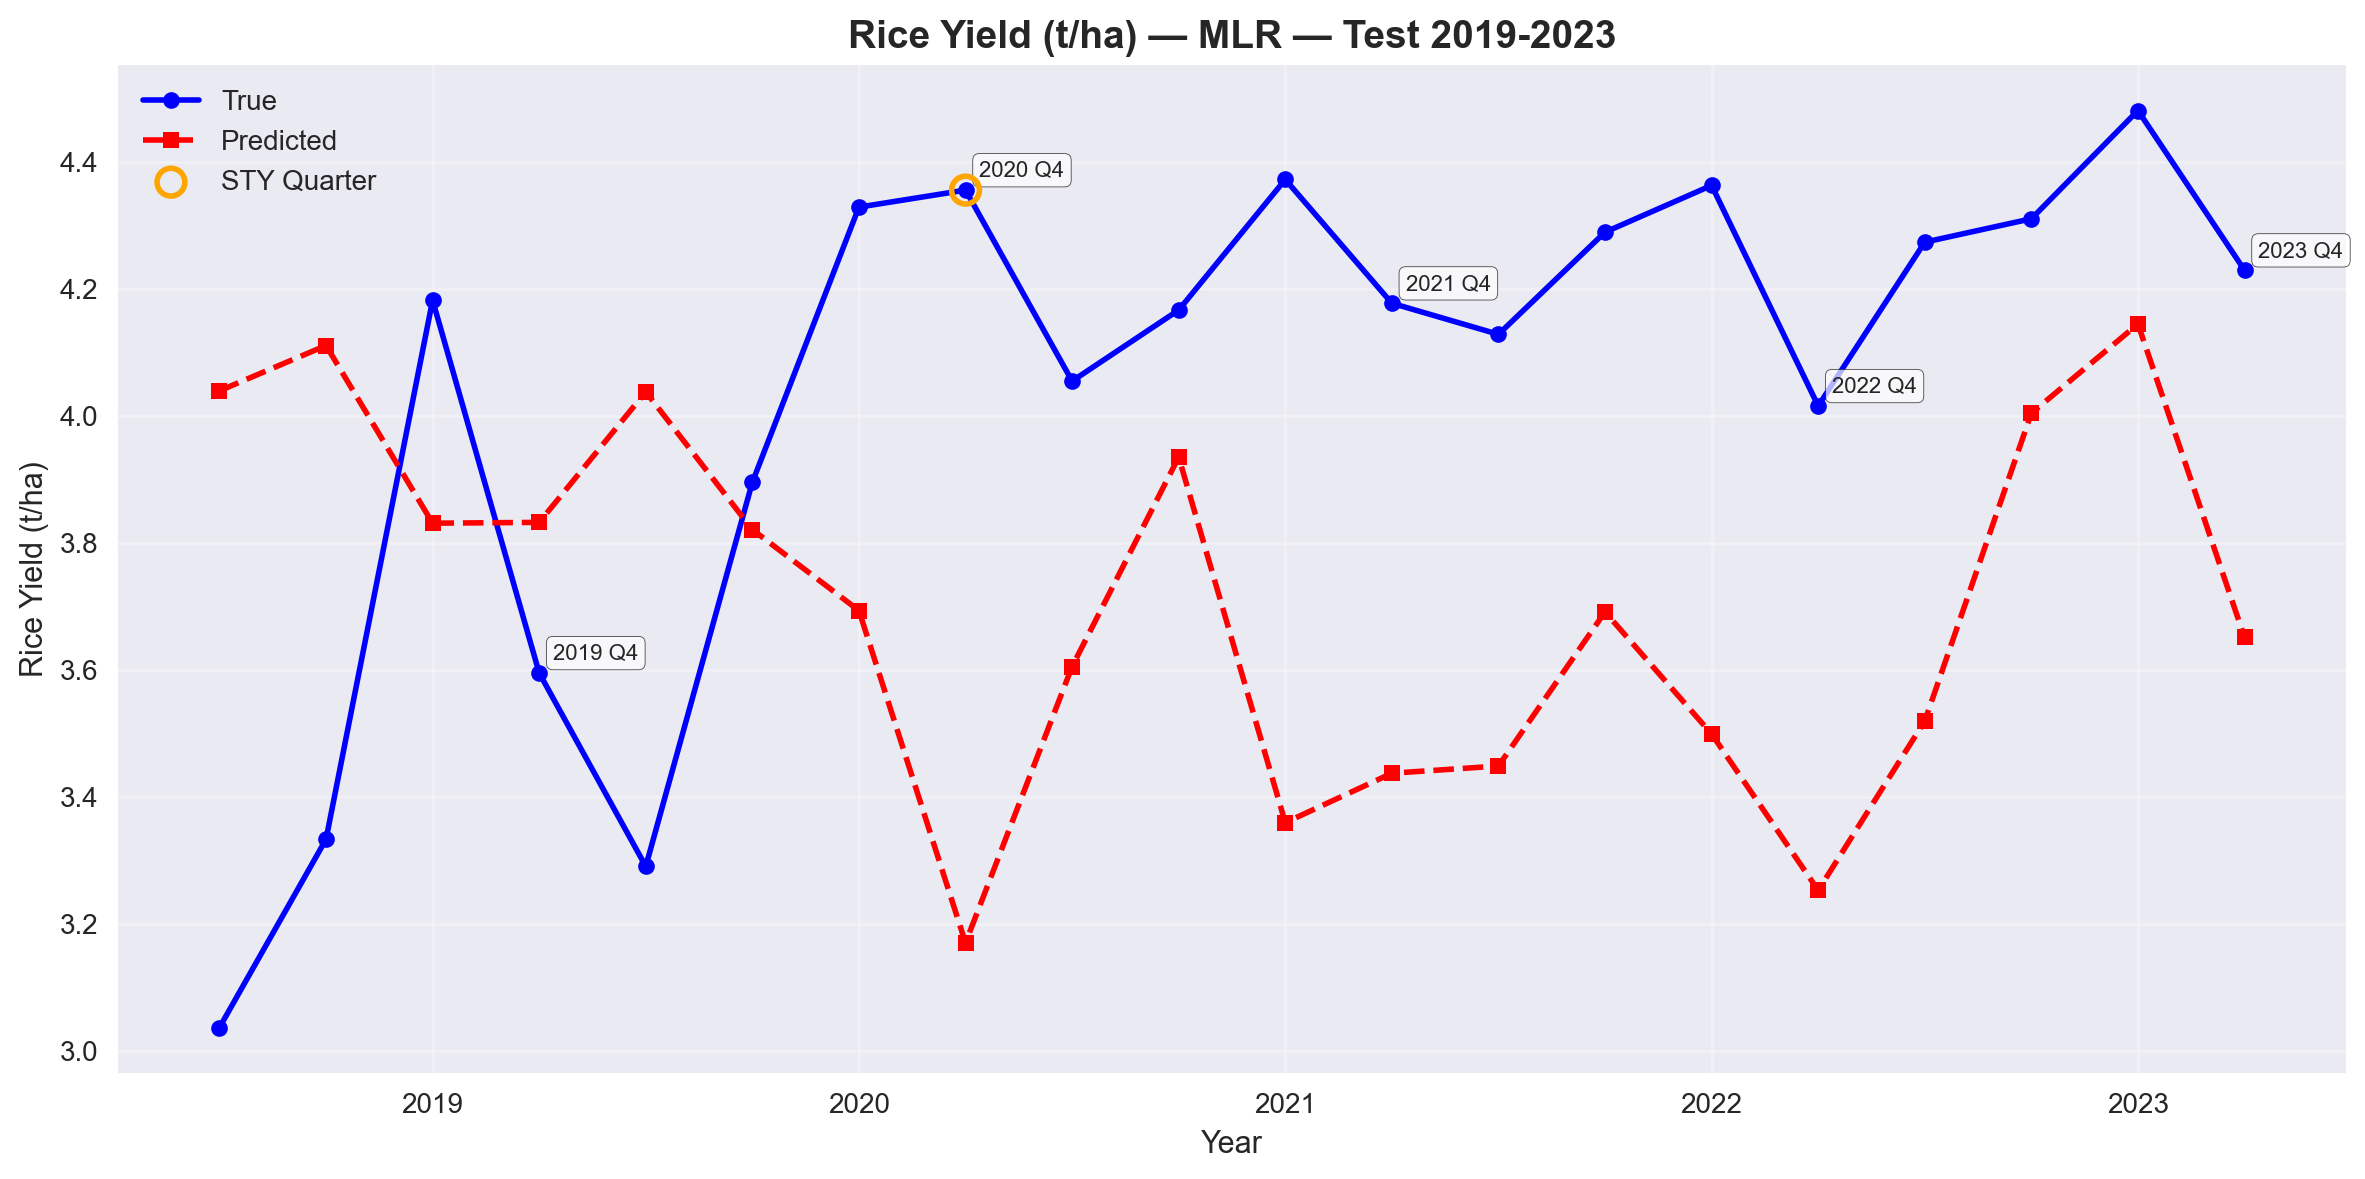 Rice Yield (t/ha) — MLR — Test 2019-2023
True
Predicted
STY Quarter
4.4
4.2
4.0
3.8
3.6
3.4
3.2
3.0
Rice Yield (t/ha)
2019 Q4
2020 Q4
2021 Q4
2022 Q4
2023 Q4
2019
2020
2021
2022
2023
Year